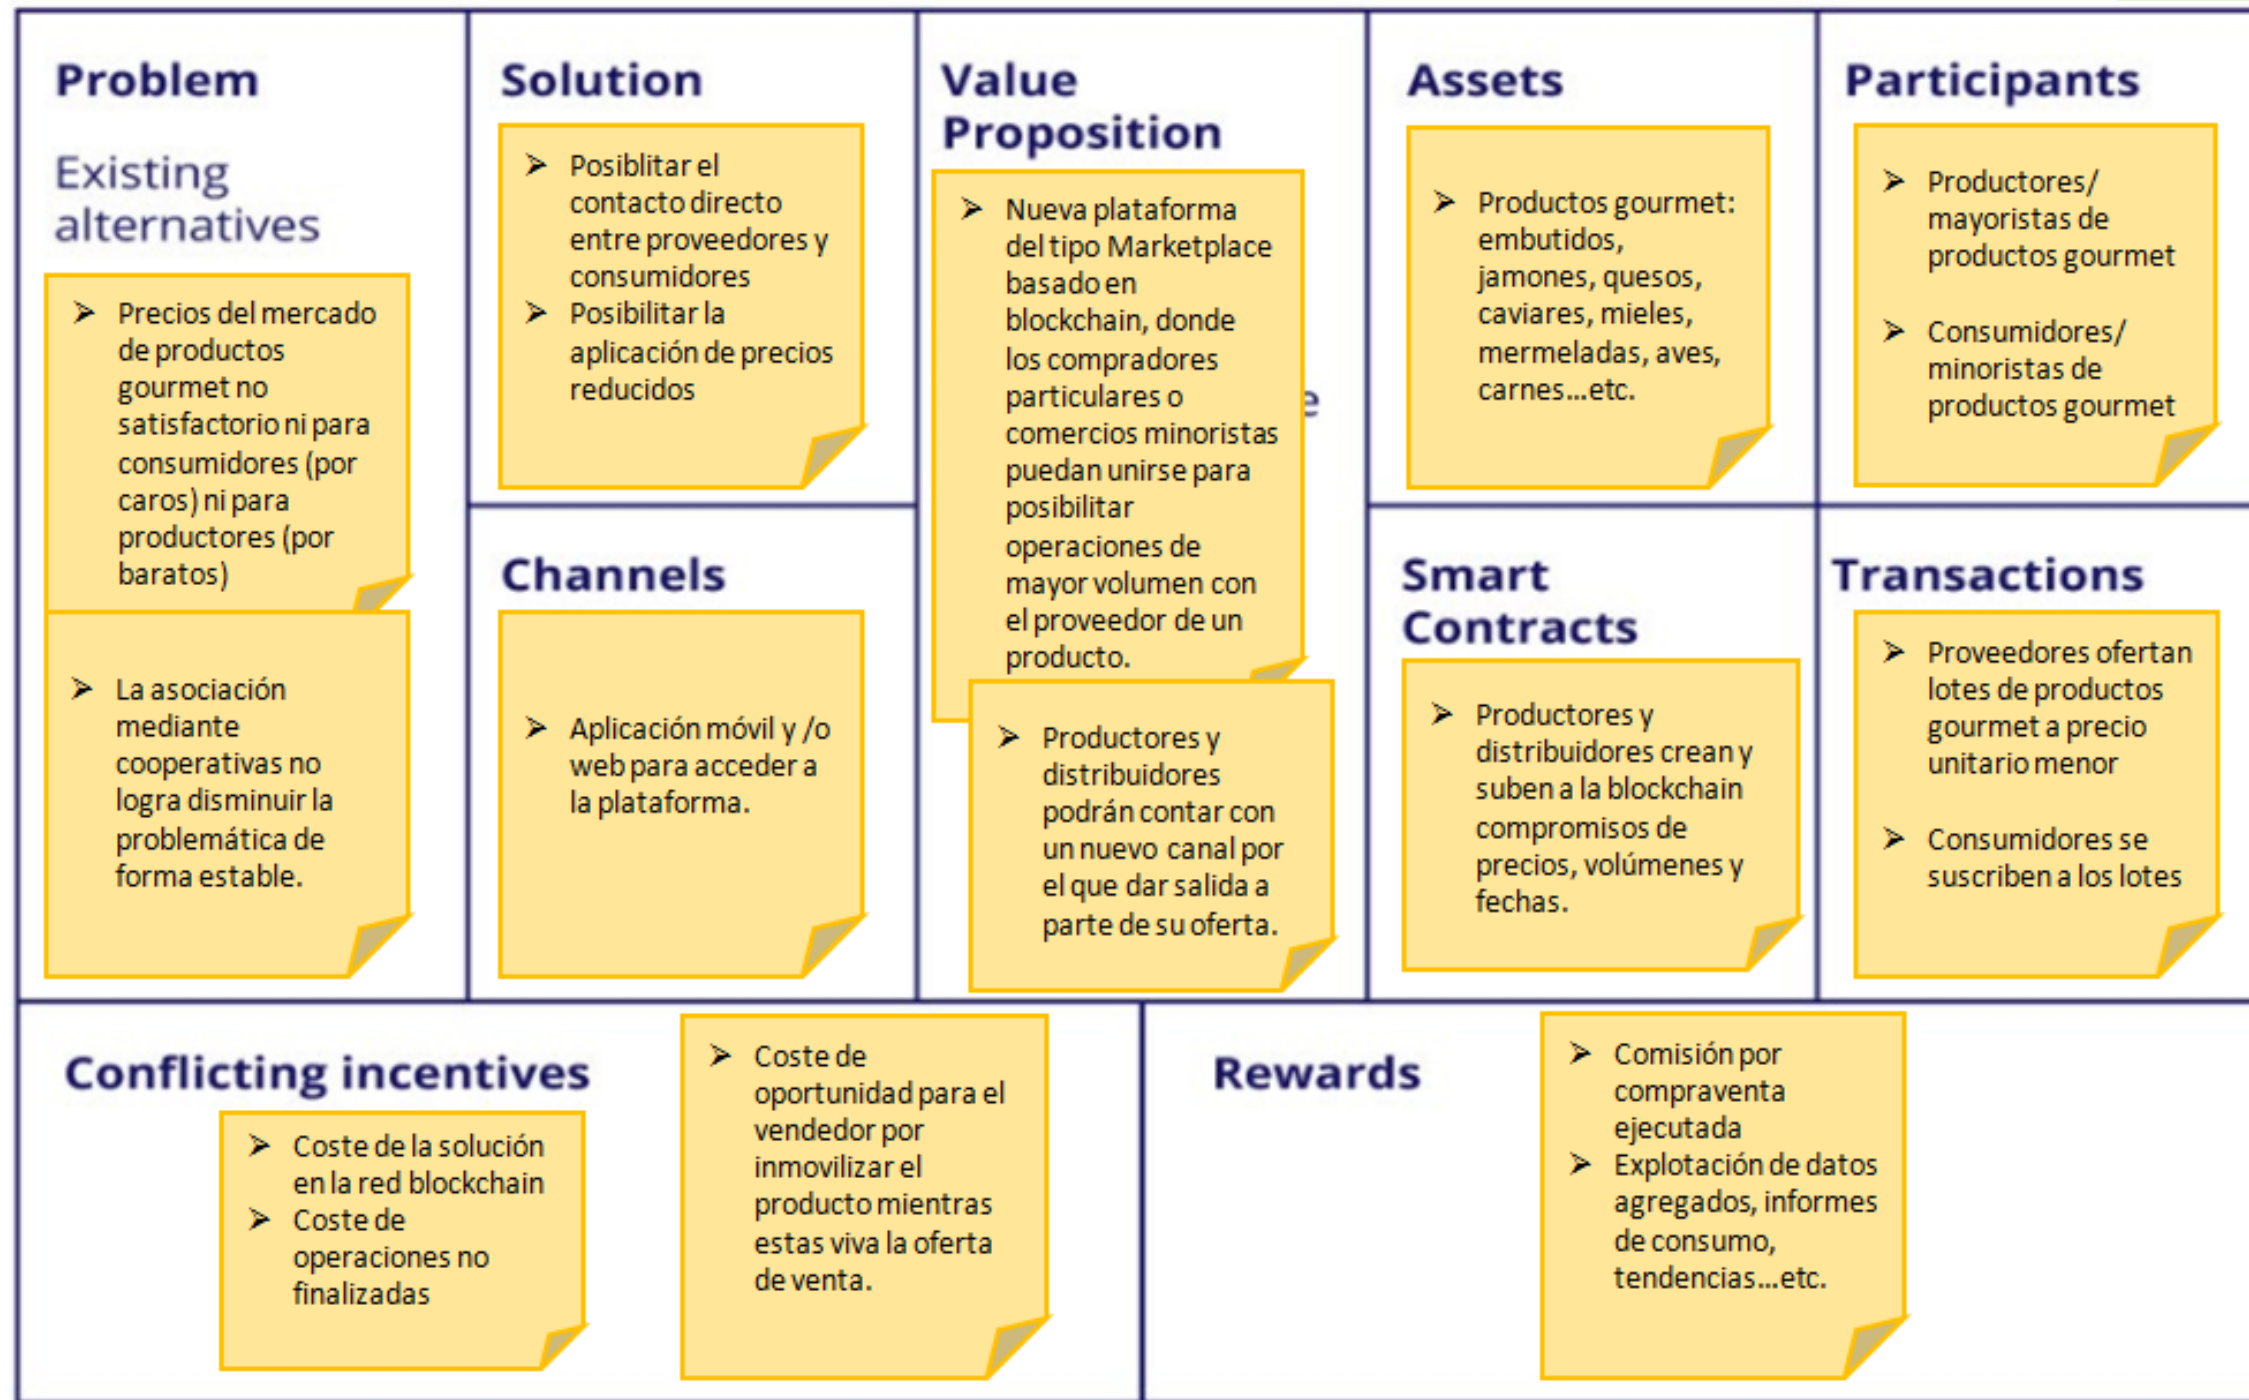 Problem
Existing
alternatives
➢ Precios del mercado
de productos
gourmet no
satisfactorio ni para
consumidores (por
caros) ni para
productores (por
baratos)
➢ La asociación
mediante
cooperativas no
logra disminuir la
problemática de
forma estable.
Solution
➢ Posiblitar el
contacto directo
entre proveedores y
consumidores
➢ Posibilitar la
aplicación de precios
reducidos
Channels
➢ Aplicación móvil y /o
web para acceder a
la plataforma.
Value
Proposition
➢ Nueva plataforma
del tipo Marketplace
basado en
blockchain, donde
los compradores
particulares o
comercios minoristas
puedan unirse para
posibilitar
operaciones de
mayor volumen con
el proveedor de un
producto.
e
➢ Productores y
distribuidores
podrán contar con
un nuevo canal por
el que dar salida a
parte de su oferta.
Assets
➢ Productos gourmet:
embutidos,
jamones, quesos,
caviares, mieles,
mermeladas, aves,
carnes...etc.
Smart
Contracts
➢ Productores y
distribuidores crean y
suben a la blockchain
compromisos de
precios, volúmenes y
fechas.
Participants
➢ Productores/
mayoristas de
productos gourmet
➢ Consumidores/
minoristas de
productos gourmet
Transactions
➢ Proveedores ofertan
lotes de productos
gourmet a precio
unitario menor
➢ Consumidores se
suscriben a los lotes
Conflicting incentives
➢ Coste de la solución
en la red blockchain
➢ Coste de
operaciones no
finalizadas
➢ Coste de
oportunidad para el
vendedor por
inmovilizar el
producto mientras
estas viva la oferta
de venta.
Rewards
➢ Comisión por
compraventa
ejecutada
➢ Explotación de datos
agregados, informes
de consumo,
tendencias...etc.